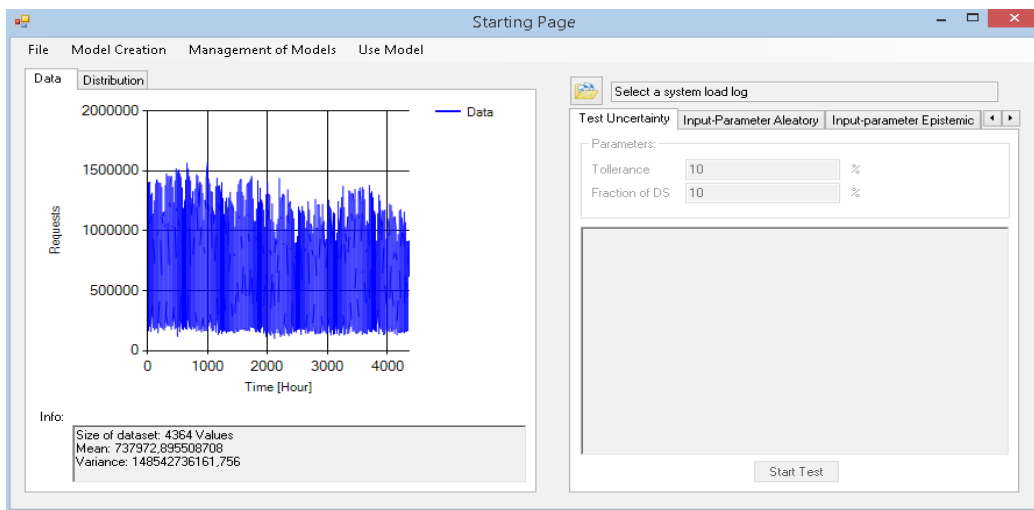 Starting Page
File Model Creation Management of Models Use Model
Data Distribution
2000000
1500000
1000000
500000
0
Requests
0 1000 2000 3000 4000
Time [Hour]
Data
Info:
Size of dataset: 4364 Values
Mean: 737972,895508708
Variance: 148542736161,756
Select a system load log
Test Uncertainty Input-Parameter Aleatory Input-parameter Epistemic
Parameters:
Tollerance 10 %
Fraction of DS 10 %
Start Test